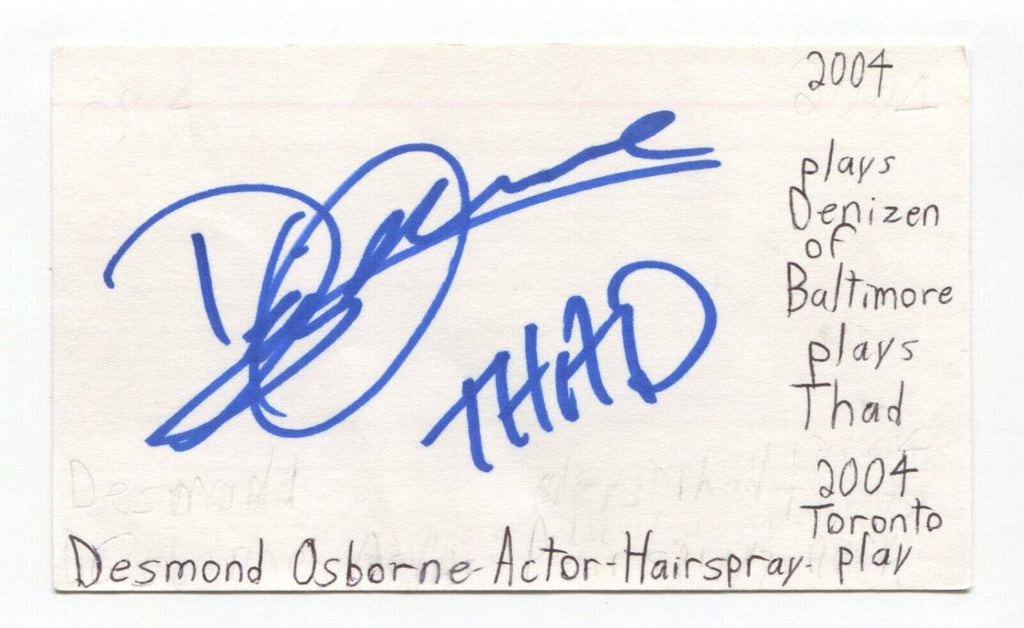 2004
plays
Denizen
of
Baltimore
plays
Thad
2004
Toronto
play
THAD
Desmond Osborne-Actor-Hairspray-